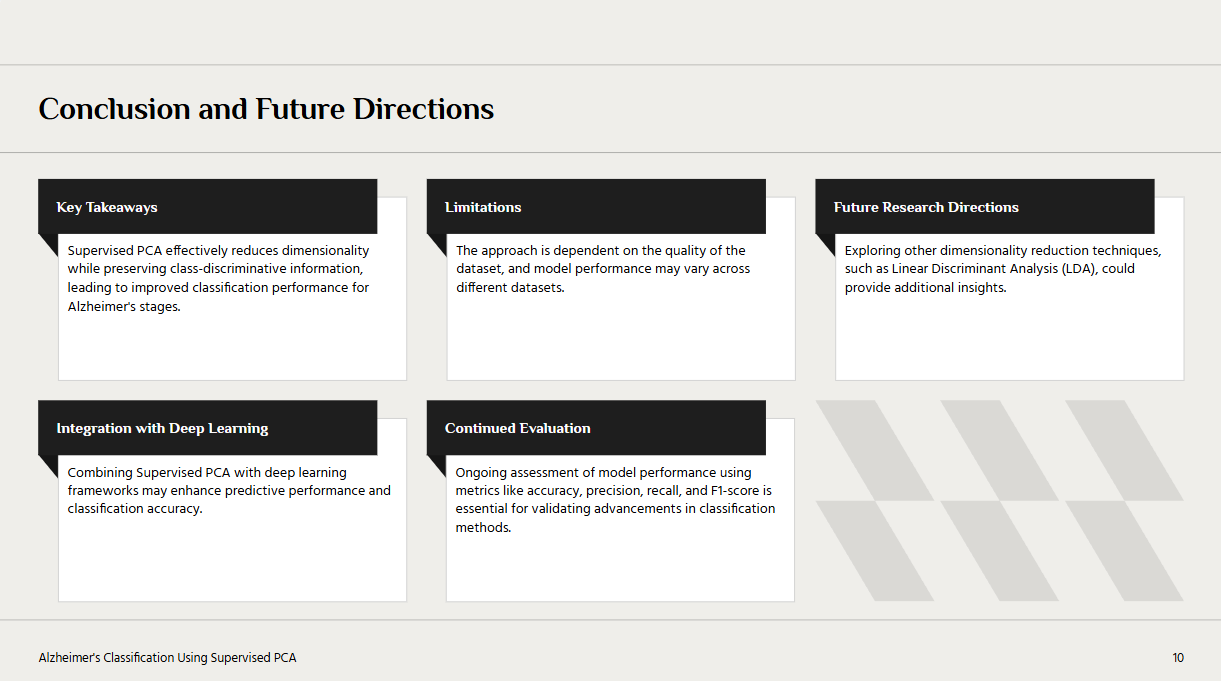 Conclusion and Future Directions
Key Takeaways
Supervised PCA effectively reduces dimensionality
while preserving class-discriminative information,
leading to improved classification performance for
Alzheimer's stages.
Limitations
The approach is dependent on the quality of the
dataset, and model performance may vary across
different datasets.
Future Research Directions
Exploring other dimensionality reduction techniques,
such as Linear Discriminant Analysis (LDA), could
provide additional insights.
Integration with Deep Learning
Combining Supervised PCA with deep learning
frameworks may enhance predictive performance and
classification accuracy.
Continued Evaluation
Ongoing assessment of model performance using
metrics like accuracy, precision, recall, and F1-score is
essential for validating advancements in classification
methods.
Alzheimer's Classification Using Supervised PCA
10